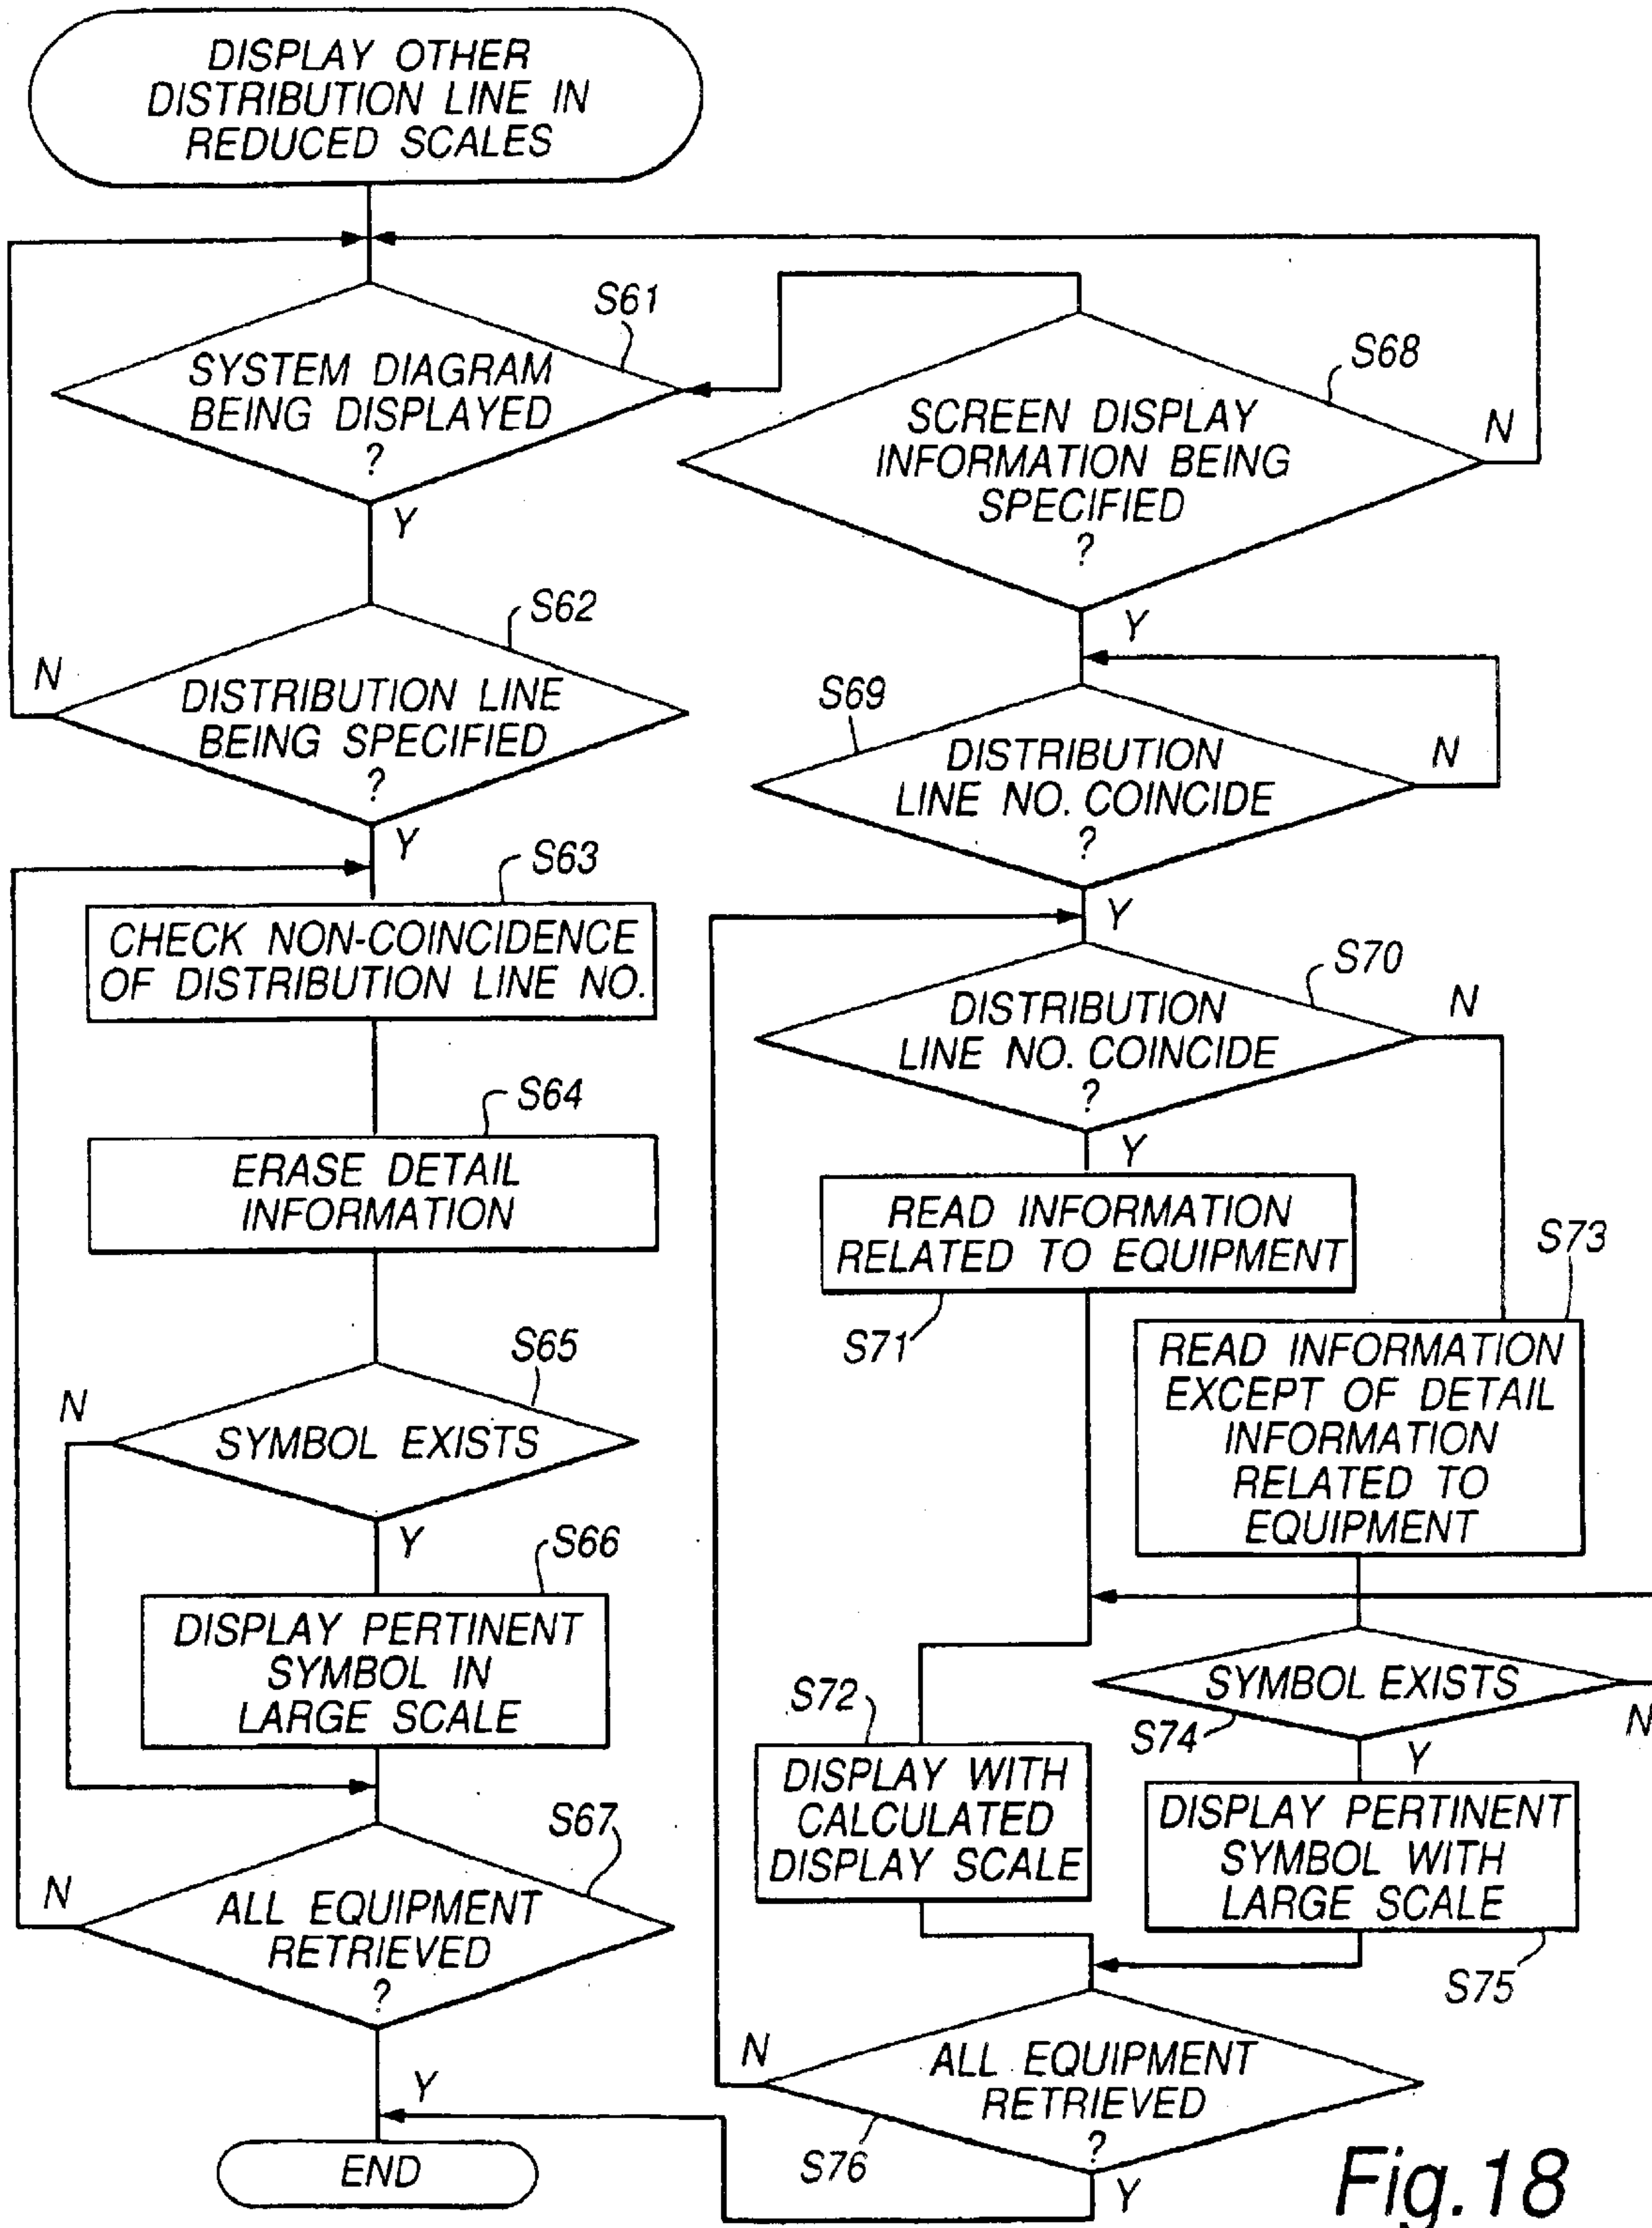 DISPLAY OTHER
DISTRIBUTION LINE IN
REDUCED SCALES
S61
SYSTEM DIAGRAM
BEING DISPLAYED
?
Y
S62
N
DISTRIBUTION LINE
BEING SPECIFIED
?
Y
S63
CHECK NON-COINCIDENCE
OF DISTRIBUTION LINE NO.
S64
ERASE DETAIL
INFORMATION
S65
N
SYMBOL EXISTS
Y
S66
DISPLAY PERTINENT
SYMBOL IN
LARGE SCALE
S67
N
ALL EQUIPMENT
RETRIEVED
?
Y
END
S68
SCREEN DISPLAY
INFORMATION BEING
SPECIFIED
?
N
Y
S69
DISTRIBUTION
LINE NO. COINCIDE
?
N
Y
S70
DISTRIBUTION
LINE NO. COINCIDE
?
N
Y
READ INFORMATION
RELATED TO EQUIPMENT
S71
S73
READ INFORMATION
EXCEPT OF DETAIL
INFORMATION
RELATED TO
EQUIPMENT
SYMBOL EXISTS
S74
N
Y
S72
DISPLAY WITH
CALCULATED
DISPLAY SCALE
DISPLAY PERTINENT
SYMBOL WITH
LARGE SCALE
S75
N
ALL EQUIPMENT
RETRIEVED
?
S76
Y
Fig.18